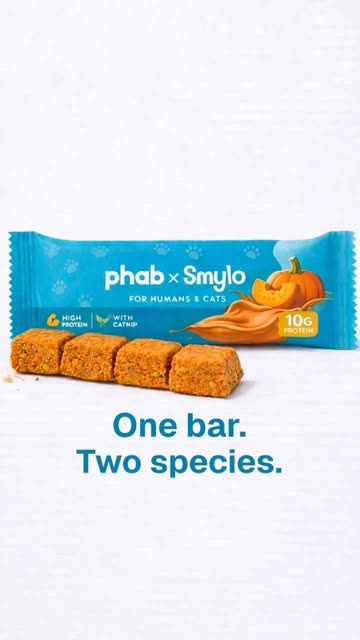 phab x Smylo
FOR HUMANS & CATS
HIGH PROTEIN
WITH CATNIP
10G
PROTEIN
One bar.
Two species.